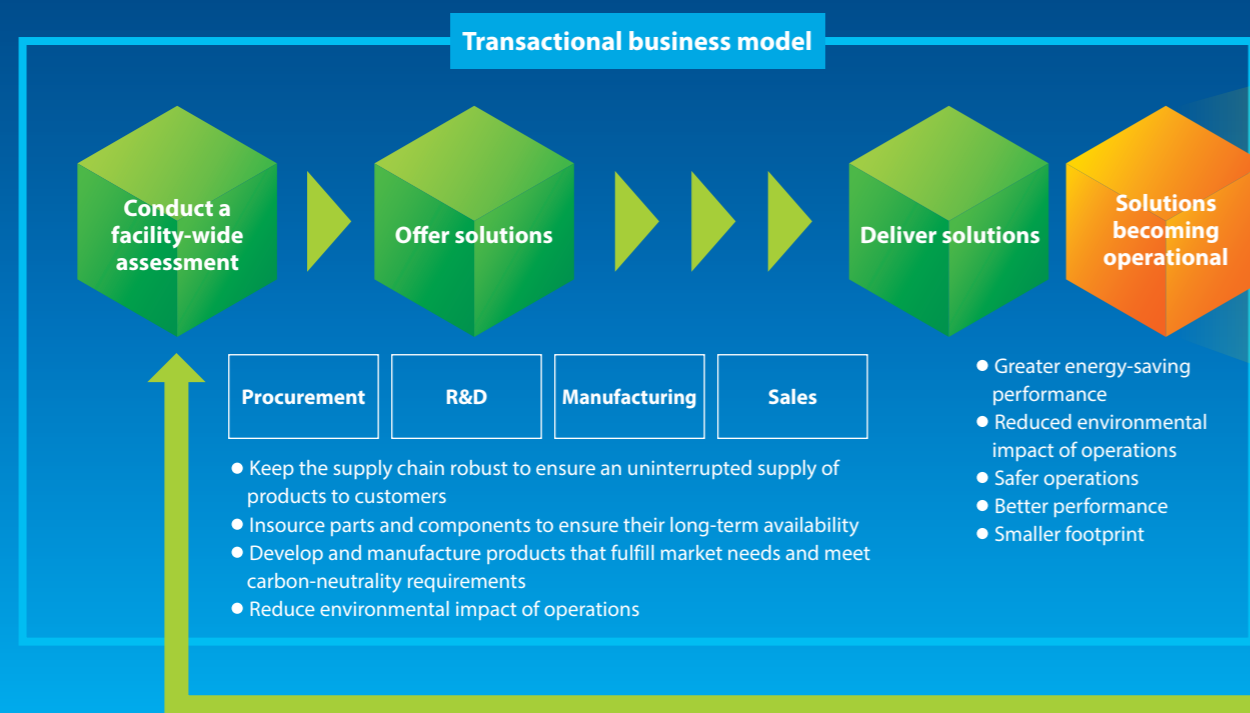 Transactional business model
Conduct a
facility-wide
assessment
Offer solutions
Deliver solutions
Solutions
becoming
operational
Procurement
R&D
Manufacturing
Sales
● Keep the supply chain robust to ensure an uninterrupted supply of
products to customers
● Insource parts and components to ensure their long-term availability
● Develop and manufacture products that fulfill market needs and meet
carbon-neutrality requirements
● Reduce environmental impact of operations
● Greater energy-saving
performance
● Reduced environmental
impact of operations
● Safer operations
● Better performance
● Smaller footprint